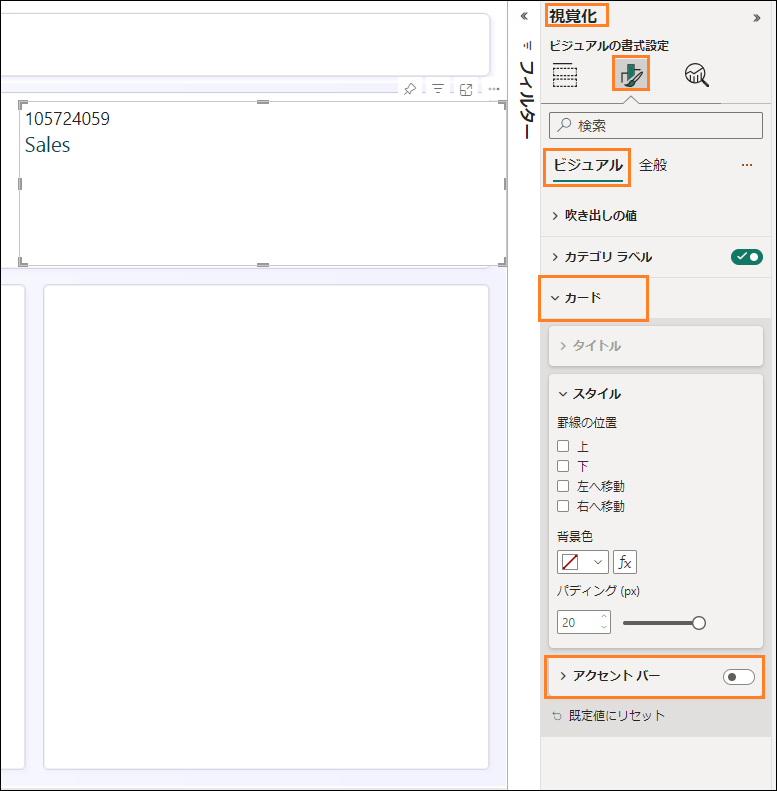 105724059
Sales
フィルター
視覚化
ビジュアルの書式設定
検索
ビジュアル
全般
吹き出しの値
カテゴリ ラベル
カード
タイトル
スタイル
罫線の位置
上
下
左へ移動
右へ移動
背景色
fx
パディング (px)
20
アクセント バー
既定値にリセット